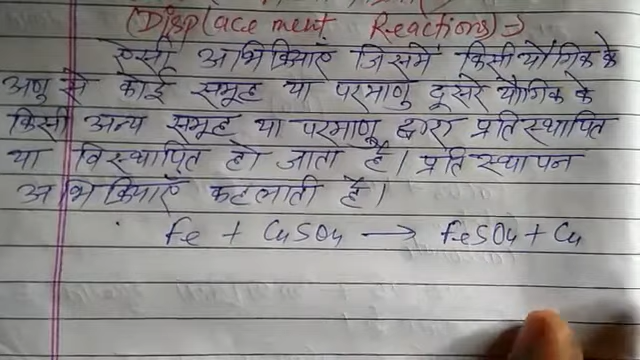 (Displacement Reactions) ⇒
ऐसी अभिक्रियाएँ जिसमें किसी यौगिक के
अणु से कोई समूह या परमाणु दूसरे यौगिक के
किसी अन्य समूह या परमाणु द्वारा प्रतिस्थापित
या विस्थापित हो जाता है। प्रतिस्थापन
अभिक्रियाएँ कहलाती है।
Fe + CuSO4 → FeSO4 + Cu